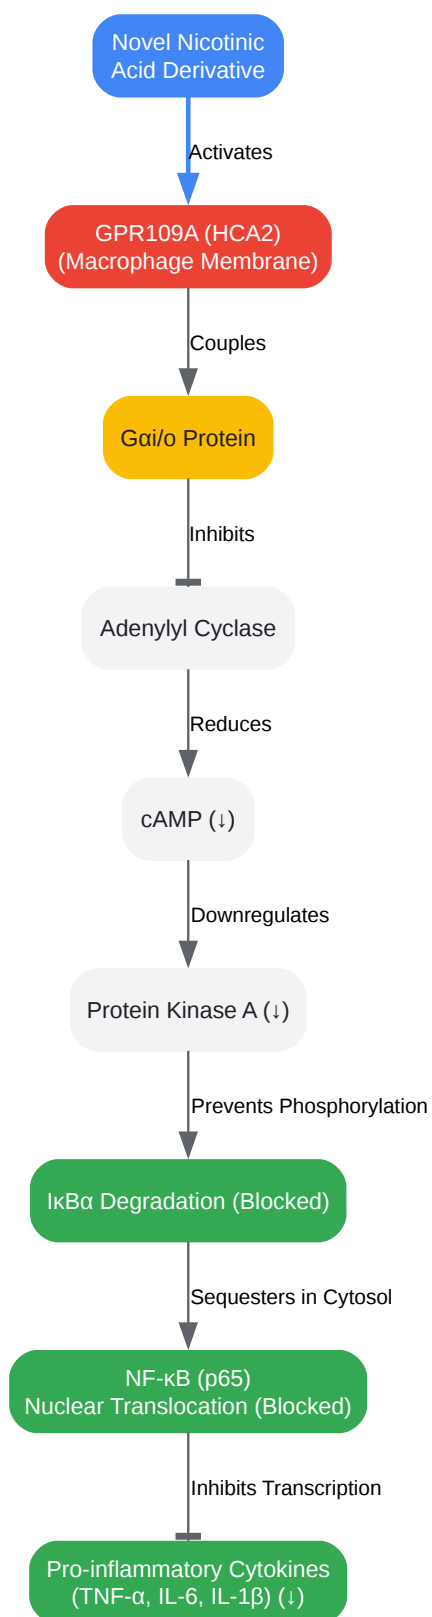 Novel Nicotinic
Acid Derivative
Activates
GPR109A (HCA2)
(Macrophage Membrane)
Couples
Gαi/o Protein
Inhibits
Adenylyl Cyclase
Reduces
cAMP (↓)
Downregulates
Protein Kinase A (↓)
Prevents Phosphorylation
IκBα Degradation (Blocked)
Sequesters in Cytosol
NF-κB (p65)
Nuclear Translocation (Blocked)
Inhibits Transcription
Pro-inflammatory Cytokines
(TNF-α, IL-6, IL-1β) (↓)